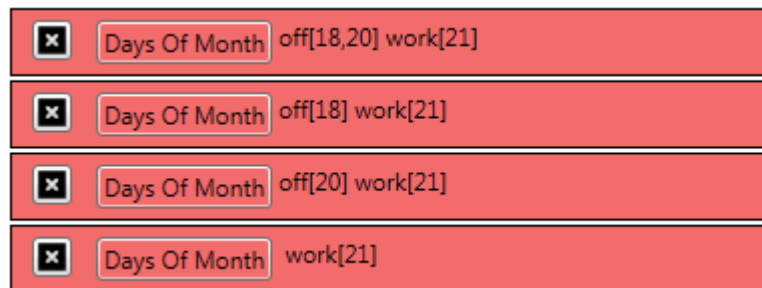 Days Of Month off[18,20] work[21]
Days Of Month off[18] work[21]
Days Of Month off[20] work[21]
Days Of Month work[21]